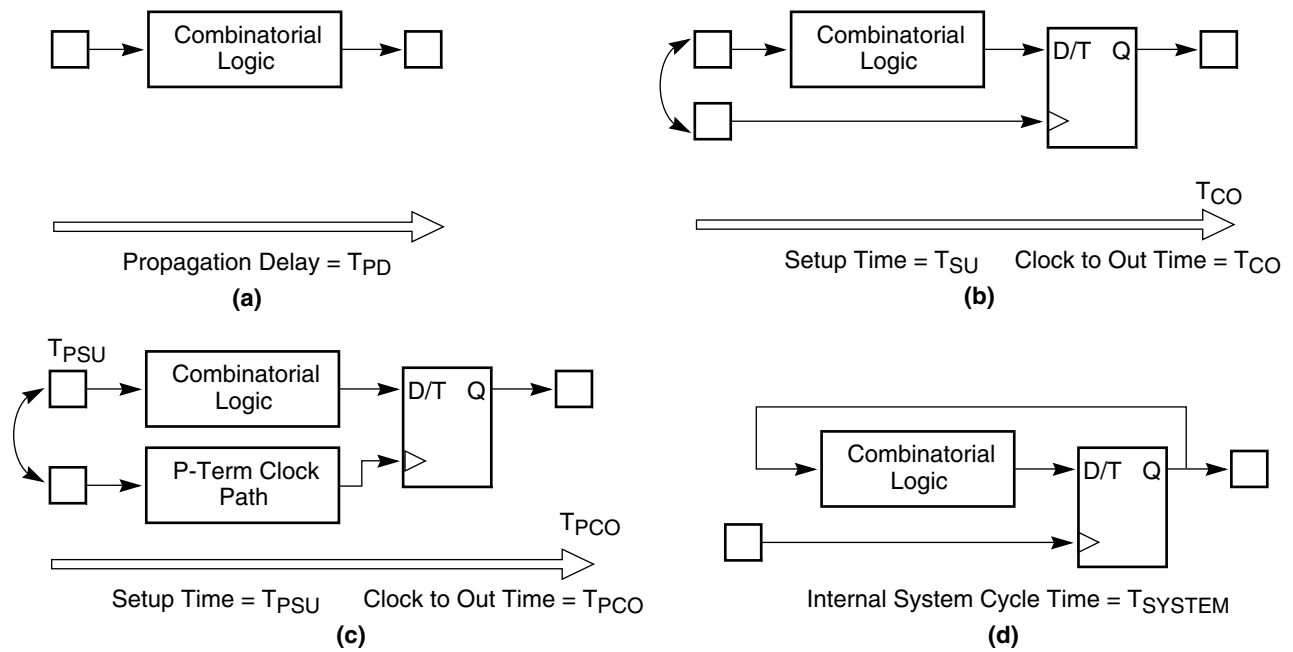 Combinatorial
Logic
Propagation Delay = TPD
(a)
Combinatorial
Logic
D/T Q
TCO
Setup Time = TSU Clock to Out Time = TCO
(b)
TPSU
Combinatorial
Logic
D/T Q
P-Term Clock
Path
TPCO
Setup Time = TPSU Clock to Out Time = TPCO
(c)
Combinatorial
Logic
D/T Q
Internal System Cycle Time = TSYSTEM
(d)